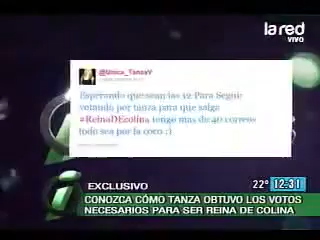 la red
VIVO
@Unica_TanzaV
Esperando que sean las 12 Para Seguir
votando por tanza para que salga
#ReinaDEcolina tengo mas de 40 correos
todo sea por la coro :)
EXCLUSIVO
22° 12:31
CONOZCA CÓMO TANZA OBTUVO LOS VOTOS
NECESARIOS PARA SER REINA DE COLINA